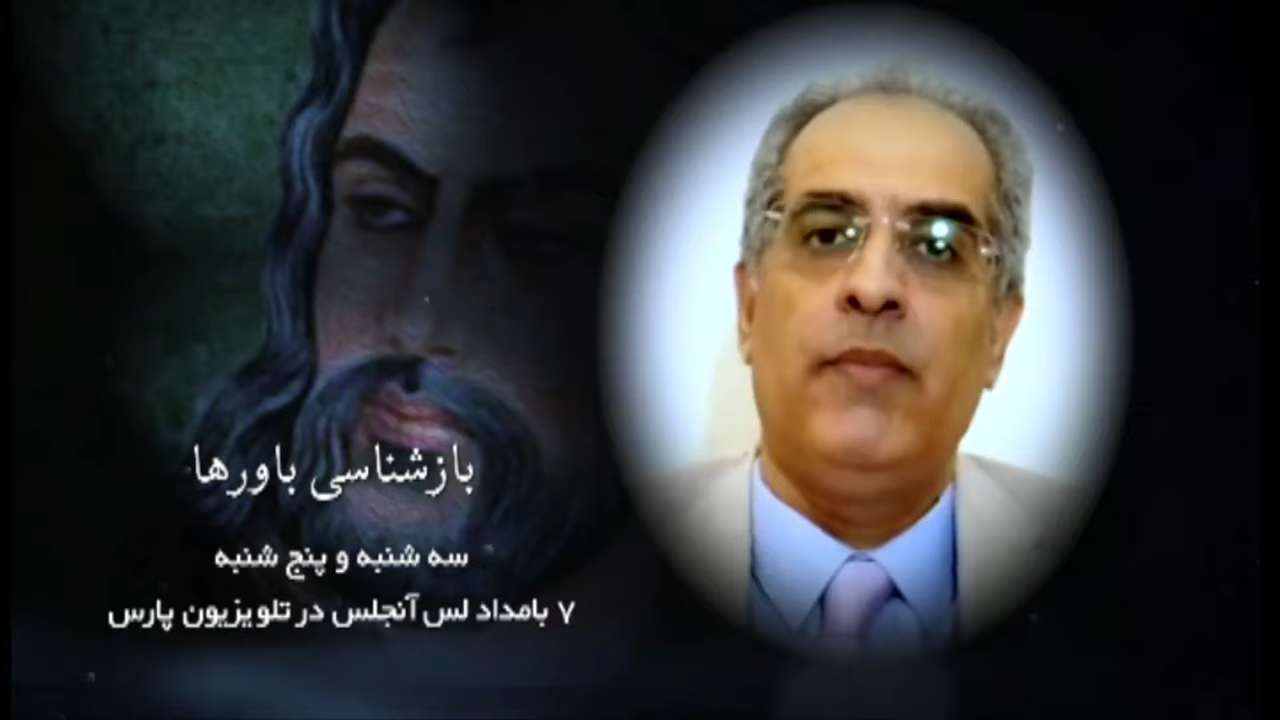 بازشناسی باورها
سه شنبه و پنج شنبه
۷ بامداد لس آنجلس در تلویزیون پارس